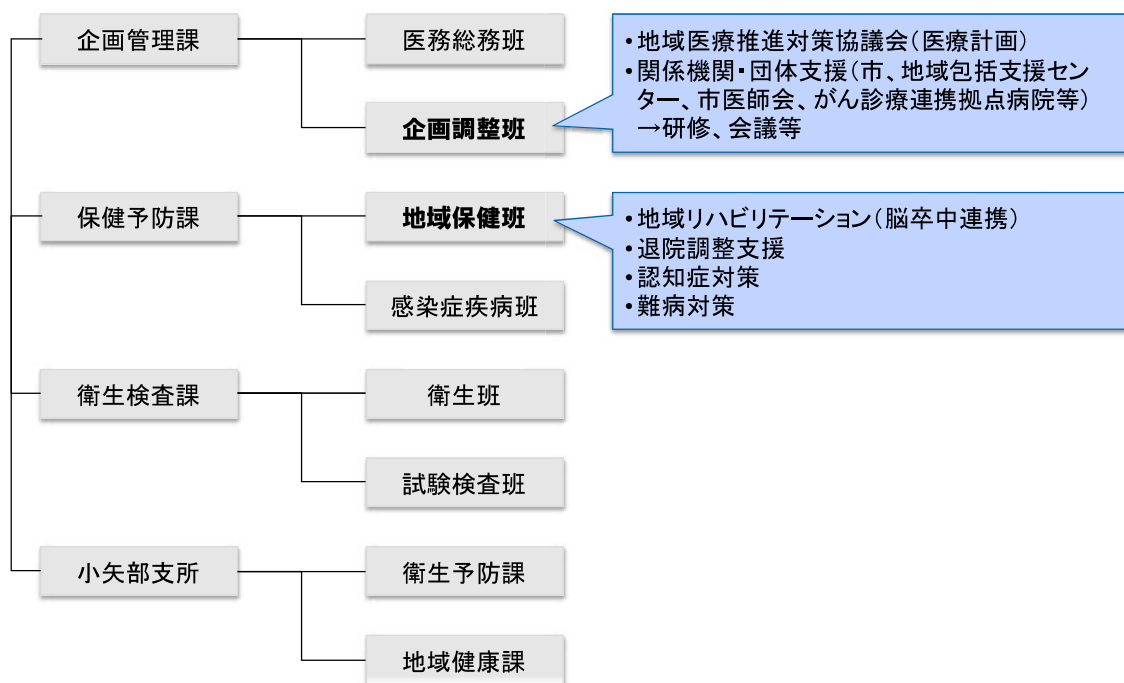 企画管理課
医務総務班
企画調整班
・地域医療推進対策協議会(医療計画)
・関係機関・団体支援(市、地域包括支援セン
ター、市医師会、がん診療連携拠点病院等)
→研修、会議等
保健予防課
地域保健班
・地域リハビリテーション(脳卒中連携)
・退院調整支援
・認知症対策
・難病対策
感染症疾病班
衛生検査課
衛生班
試験検査班
小矢部支所
衛生予防課
地域健康課